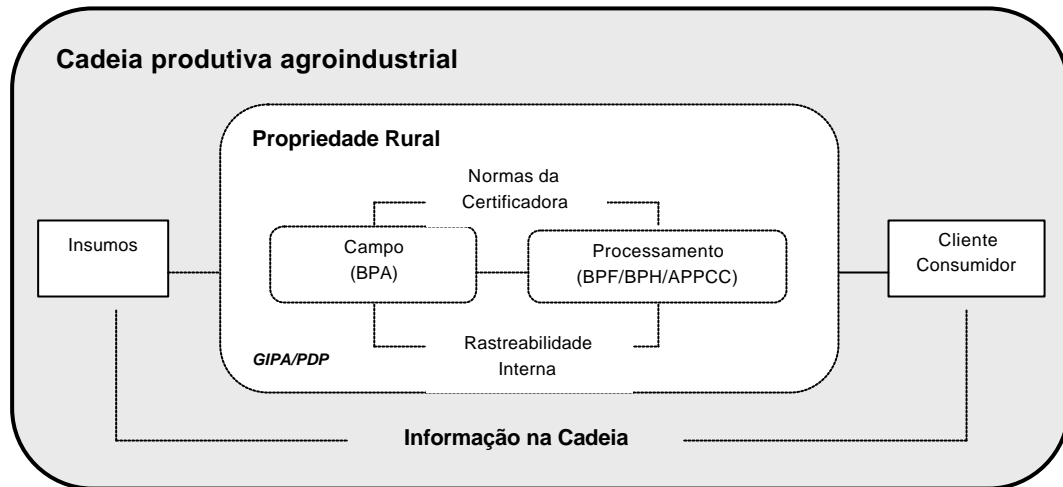 Cadeia produtiva agroindustrial
Propriedade Rural
Normas da
Certificadora
Insumos
Campo
(BPA)
Processamento
(BPF/BPH/APPCC)
Cliente
Consumidor
Rastreabilidade
Interna
GIPA/PDP
Informação na Cadeia